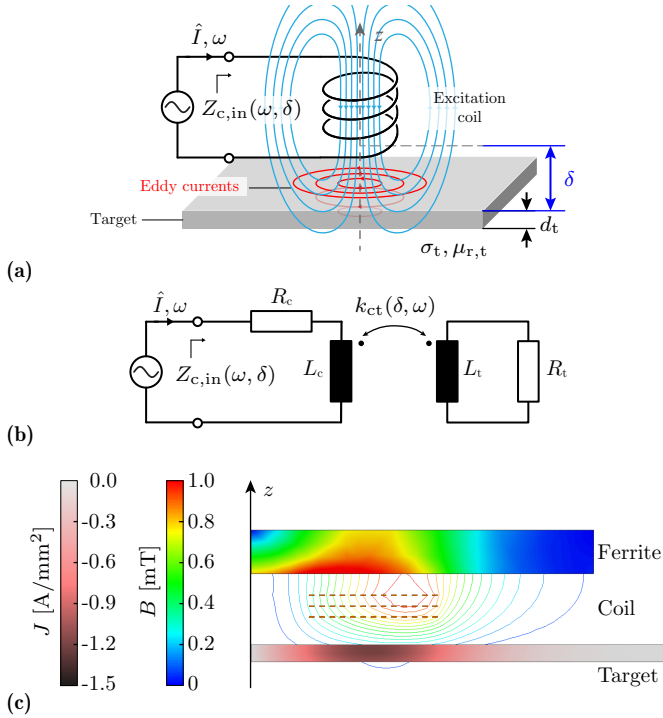 Î, ω
z
Z_c,in(ω, δ)
Excitation
coil
Eddy currents
δ
Target
d_t
σ_t, μ_r,t
(a)
Î, ω
R_c
k_ct(δ, ω)
Z_c,in(ω, δ)
L_c
L_t
R_t
(b)
0.0
1.0
z
-0.3
0.8
-0.6
0.6
-0.9
0.4
-1.2
0.2
-1.5
0
J [A/mm²]
B [mT]
Ferrite
Coil
Target
(c)